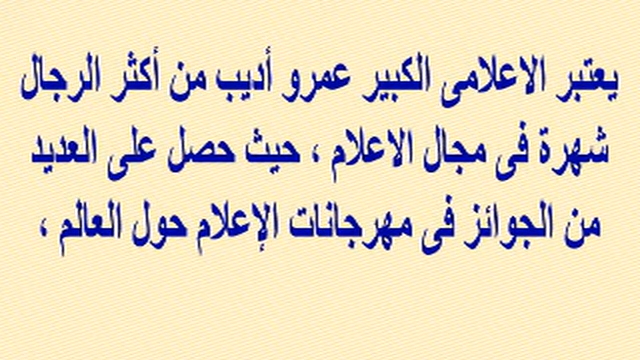 يعتبر الاعلامى الكبير عمرو أديب من أكثر الرجال
شهرة فى مجال الاعلام ، حيث حصل على العديد
من الجوائز فى مهرجانات الإعلام حول العالم ،